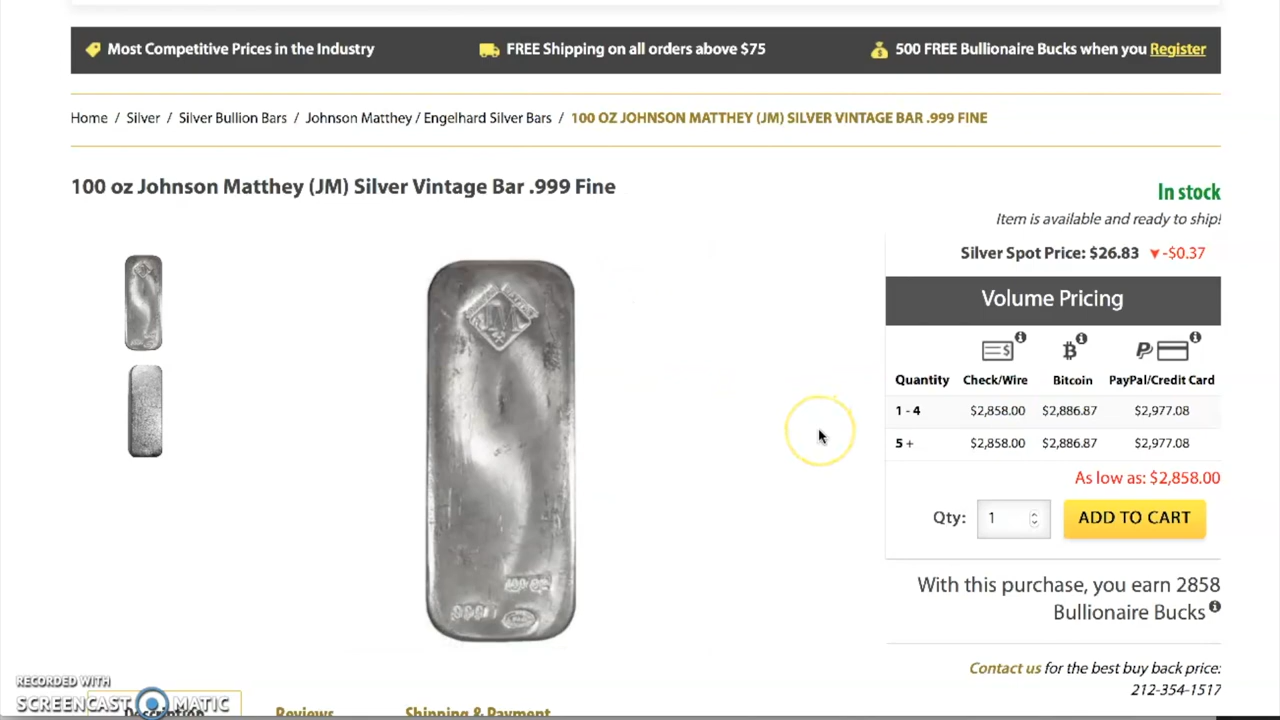 Most Competitive Prices in the Industry
FREE Shipping on all orders above $75
500 FREE Bullionaire Bucks when you Register
Home / Silver / Silver Bullion Bars / Johnson Matthey / Engelhard Silver Bars / 100 OZ JOHNSON MATTHEY (JM) SILVER VINTAGE BAR .999 FINE
100 oz Johnson Matthey (JM) Silver Vintage Bar .999 Fine
In stock
Item is available and ready to ship!
Silver Spot Price: $26.83 ▼-$0.37
Volume Pricing
Quantity Check/Wire Bitcoin PayPal/Credit Card
1 - 4 $2,858.00 $2,886.87 $2,977.08
5 + $2,858.00 $2,886.87 $2,977.08
As low as: $2,858.00
Qty: 1 ADD TO CART
With this purchase, you earn 2858
Bullionaire Bucks
Contact us for the best buy back price:
212-354-1517
JM
100 OZ
999
RECORDED WITH
SCREENCAST MATIC
Description Reviews Shipping & Payment